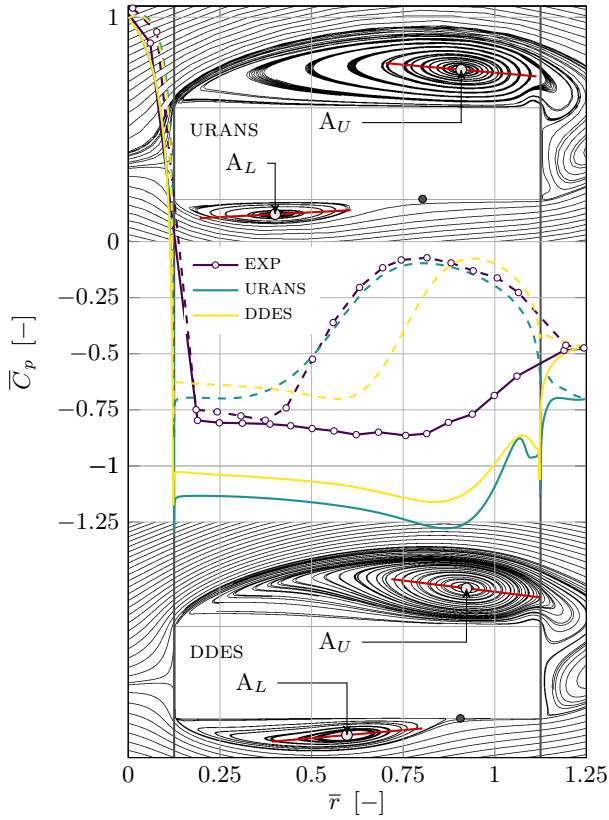 1
URANS
A_U
A_L
0
EXP
URANS
DDES
−0.25
−0.5
−0.75
−1
−1.25
C̅_p [−]
A_U
DDES
A_L
0 0.25 0.5 0.75 1 1.25
r̅ [−]